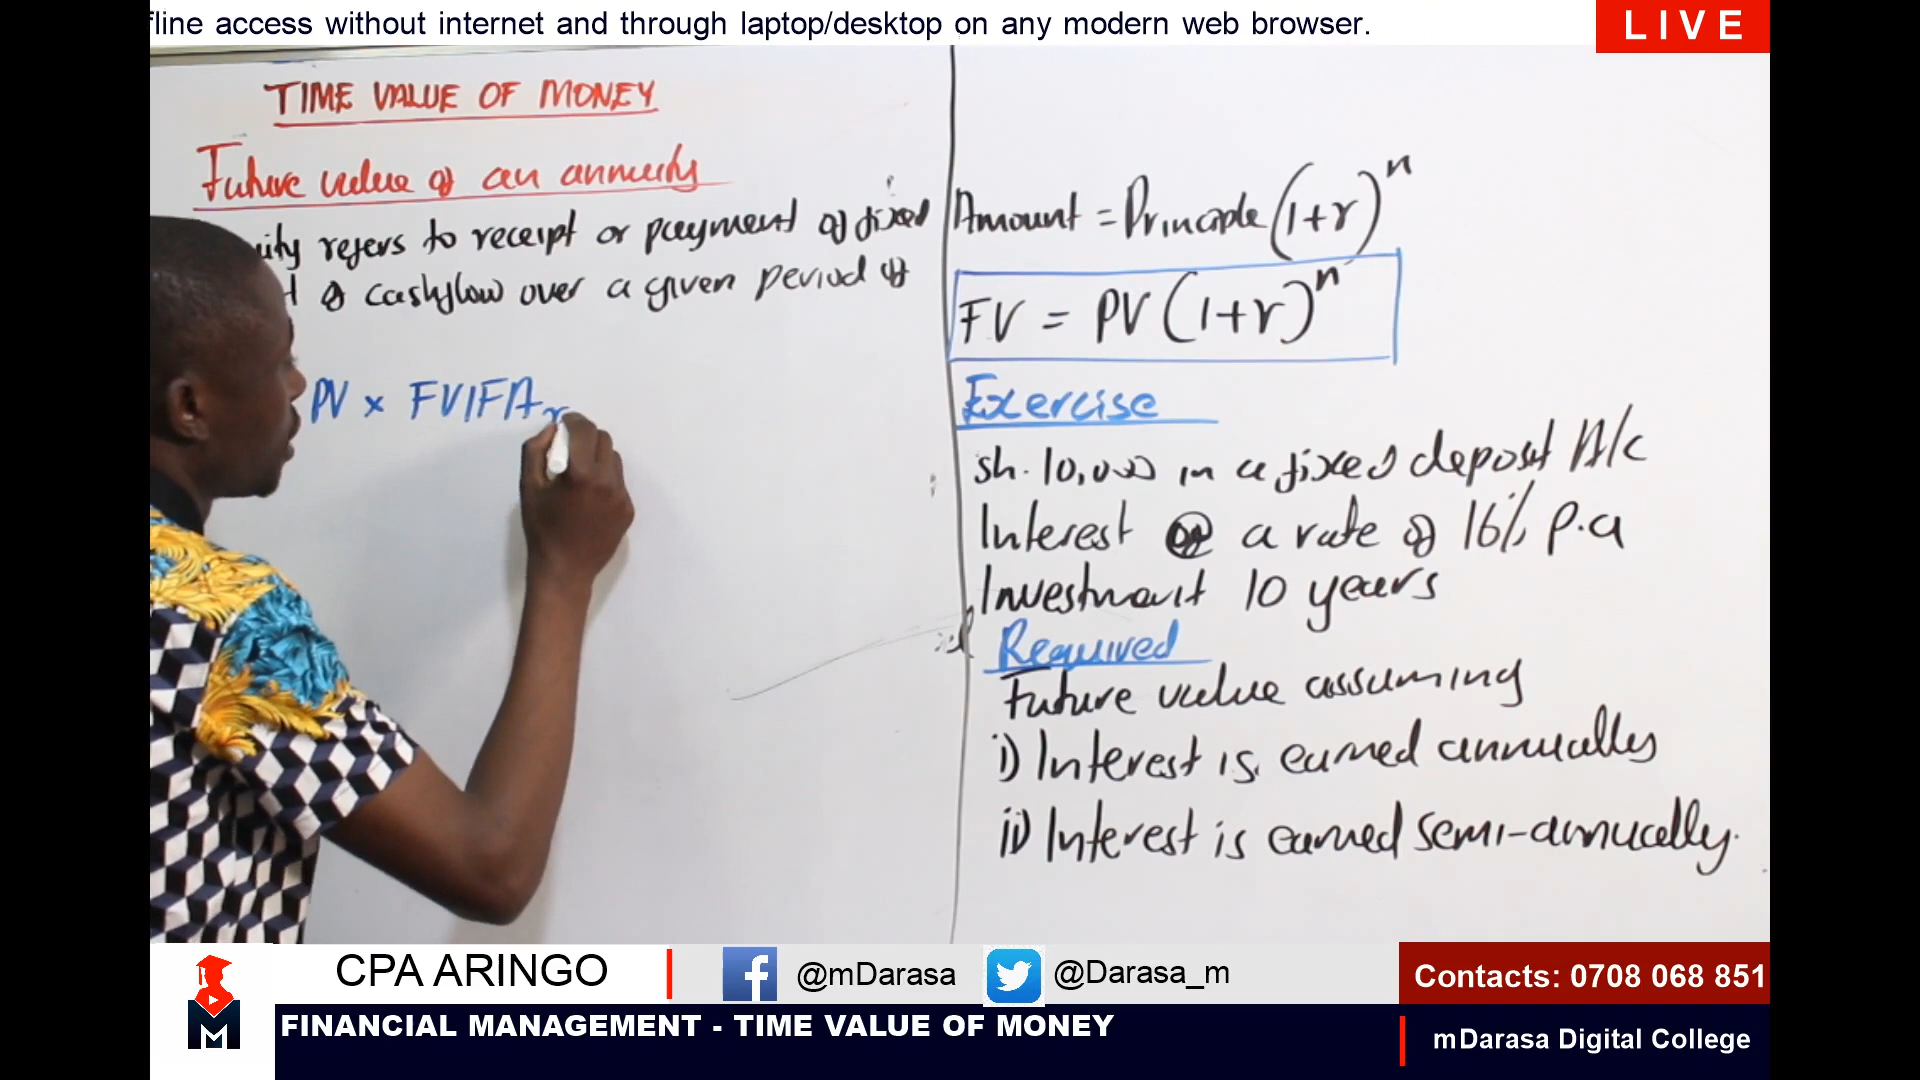 fline access without internet and through laptop/desktop on any modern web browser.
LIVE
TIME VALUE OF MONEY
Future value of an annuity
uity refers to receipt or payment of fixed
of cashflow over a given period of
PV × FVIFA r
Amount = Principle (1+r)^n
FV = PV (1+r)^n
Exercise
sh. 10,000 in a fixed deposit A/c
Interest @ a rate of 16% p.a
Investment 10 years
Required
Future value assuming
i) Interest is earned annually
ii) Interest is earned semi-annually.
CPA ARINGO
@mDarasa
@Darasa_m
Contacts: 0708 068 851
M
FINANCIAL MANAGEMENT - TIME VALUE OF MONEY
mDarasa Digital College